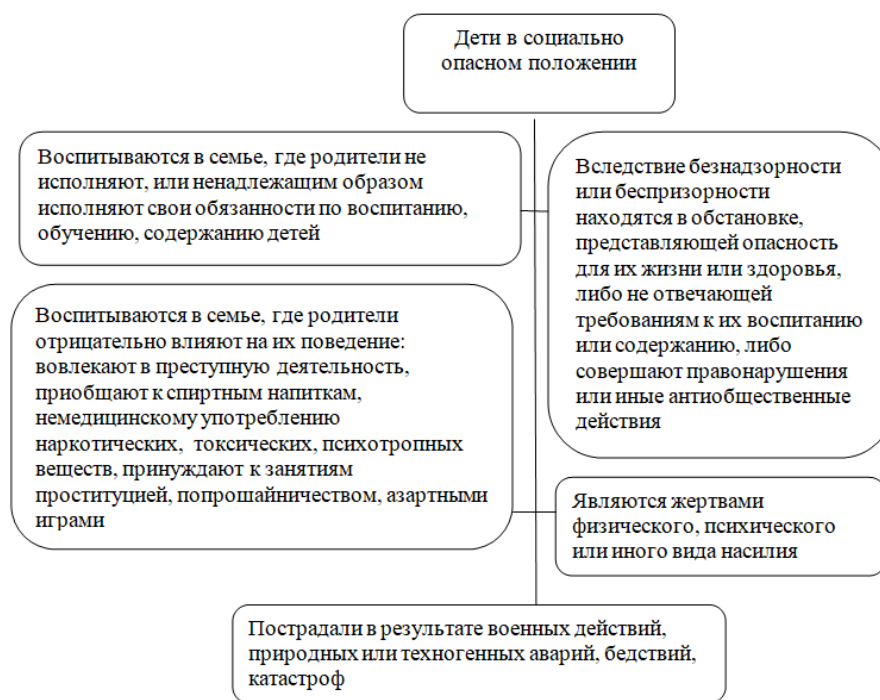 Дети в социально
опасном положении
Воспитываются в семье, где родители не
исполняют, или ненадлежащим образом
исполняют свои обязанности по воспитанию,
обучению, содержанию детей
Вследствие безнадзорности
или беспризорности
находятся в обстановке,
представляющей опасность
для их жизни или здоровья,
либо не отвечающей
требованиям к их воспитанию
или содержанию, либо
совершают правонарушения
или иные антиобщественные
действия
Воспитываются в семье, где родители
отрицательно влияют на их поведение:
вовлекают в преступную деятельность,
приобщают к спиртным напиткам,
немедицинскому употреблению
наркотических, токсических, психотропных
веществ, принуждают к занятиям
проституцией, попрошайничеством, азартными
играми
Являются жертвами
физического, психического
или иного вида насилия
Пострадали в результате военных действий,
природных или техногенных аварий, бедствий,
катастроф